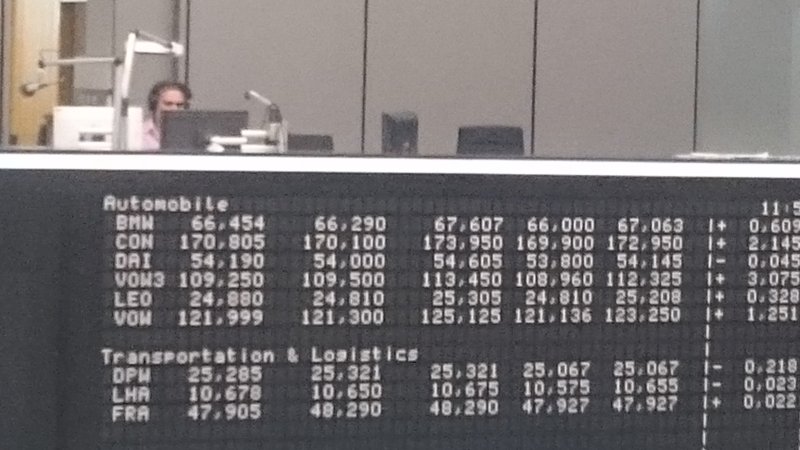 Automobile 11:5
BMW 66,454 66,290 67,607 66,000 67,063 |+ 0,609
CON 170,805 170,100 173,950 169,900 172,950 |+ 2,145
DAI 54,190 54,000 54,605 53,800 54,145 |- 0,045
VOW3 109,250 109,500 113,450 108,960 112,325 |+ 3,075
LEO 24,880 24,810 25,305 24,810 25,208 |+ 0,328
VOW 121,999 121,300 125,125 121,136 123,250 |+ 1,251
Transportation & Logistics
DPW 25,285 25,321 25,321 25,067 25,067 |- 0,218
LHA 10,678 10,650 10,675 10,575 10,655 |- 0,023
FRA 47,905 48,290 48,290 47,927 47,927 |+ 0,022